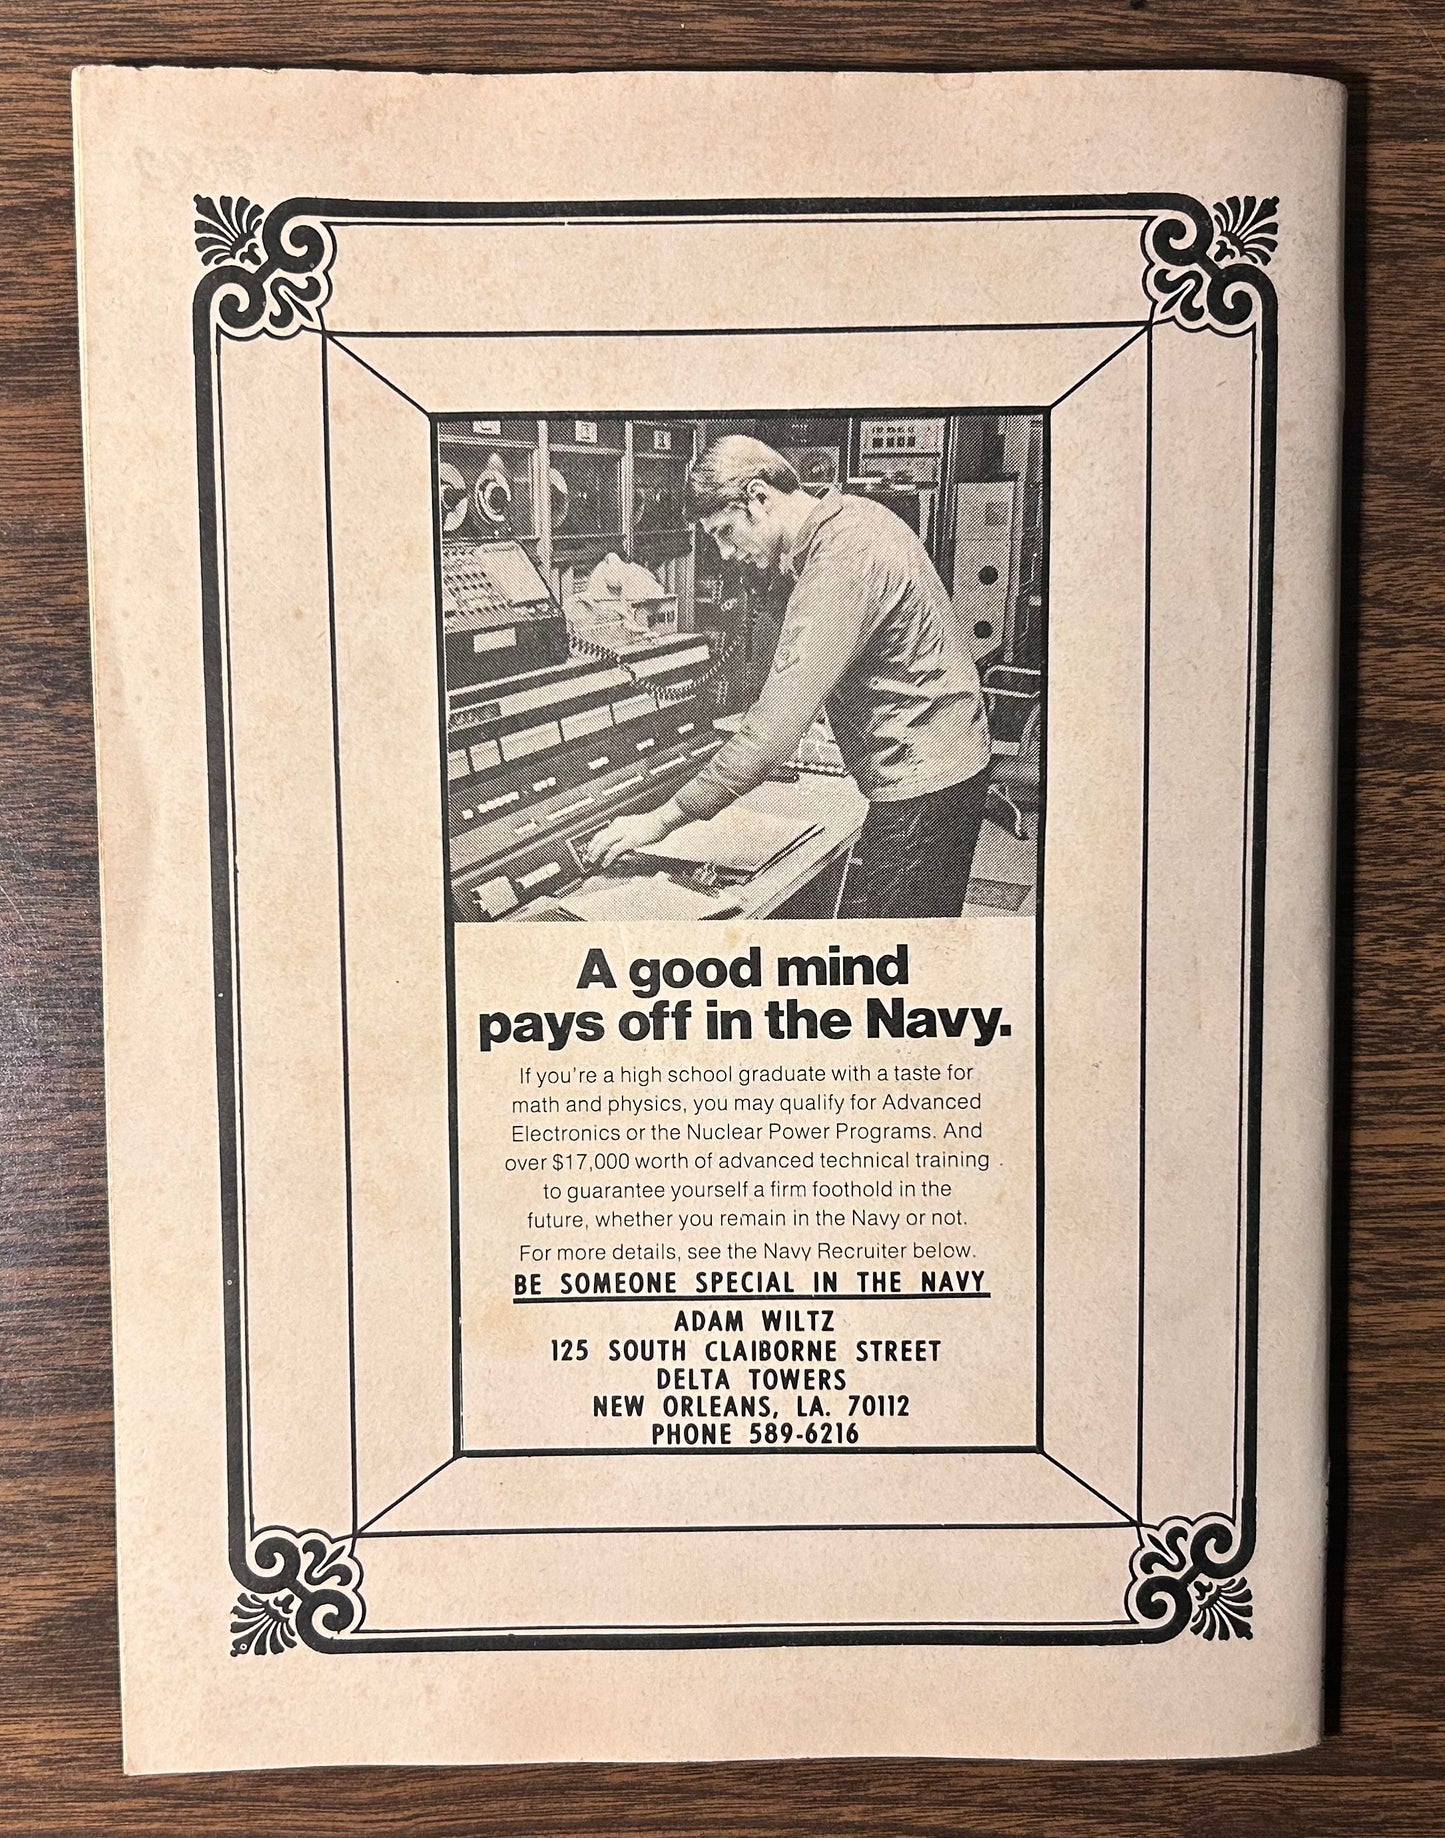 A good mind
pays off in the Navy.
If you're a high school graduate with a taste for
math and physics, you may qualify for Advanced
Electronics or the Nuclear Power Programs. And
over $17,000 worth of advanced technical training
to guarantee yourself a firm foothold in the
future, whether you remain in the Navy or not.
For more details, see the Navy Recruiter below.
BE SOMEONE SPECIAL IN THE NAVY
ADAM WILTZ
125 SOUTH CLAIBORNE STREET
DELTA TOWERS
NEW ORLEANS, LA. 70112
PHONE 589-6216